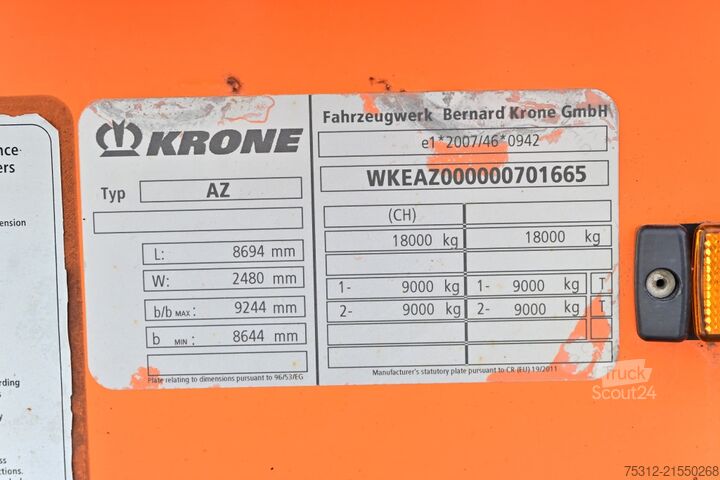 KRONE
Typ AZ
L: 8694 mm
W: 2480 mm
b/b MAX : 9244 mm
b MIN : 8644 mm
Plate relating to dimensions pursuant to 96/53/EG
Fahrzeugwerk Bernard Krone GmbH
e1*2007/46*0942
WKEAZ000000701665
(CH)
18000 kg 18000 kg
1- 9000 kg 1- 9000 kg T
2- 9000 kg 2- 9000 kg T
Manufacturer's statutory plate pursuant to CR (EU) 19/2011
Truck
Scout24
75312-21550268